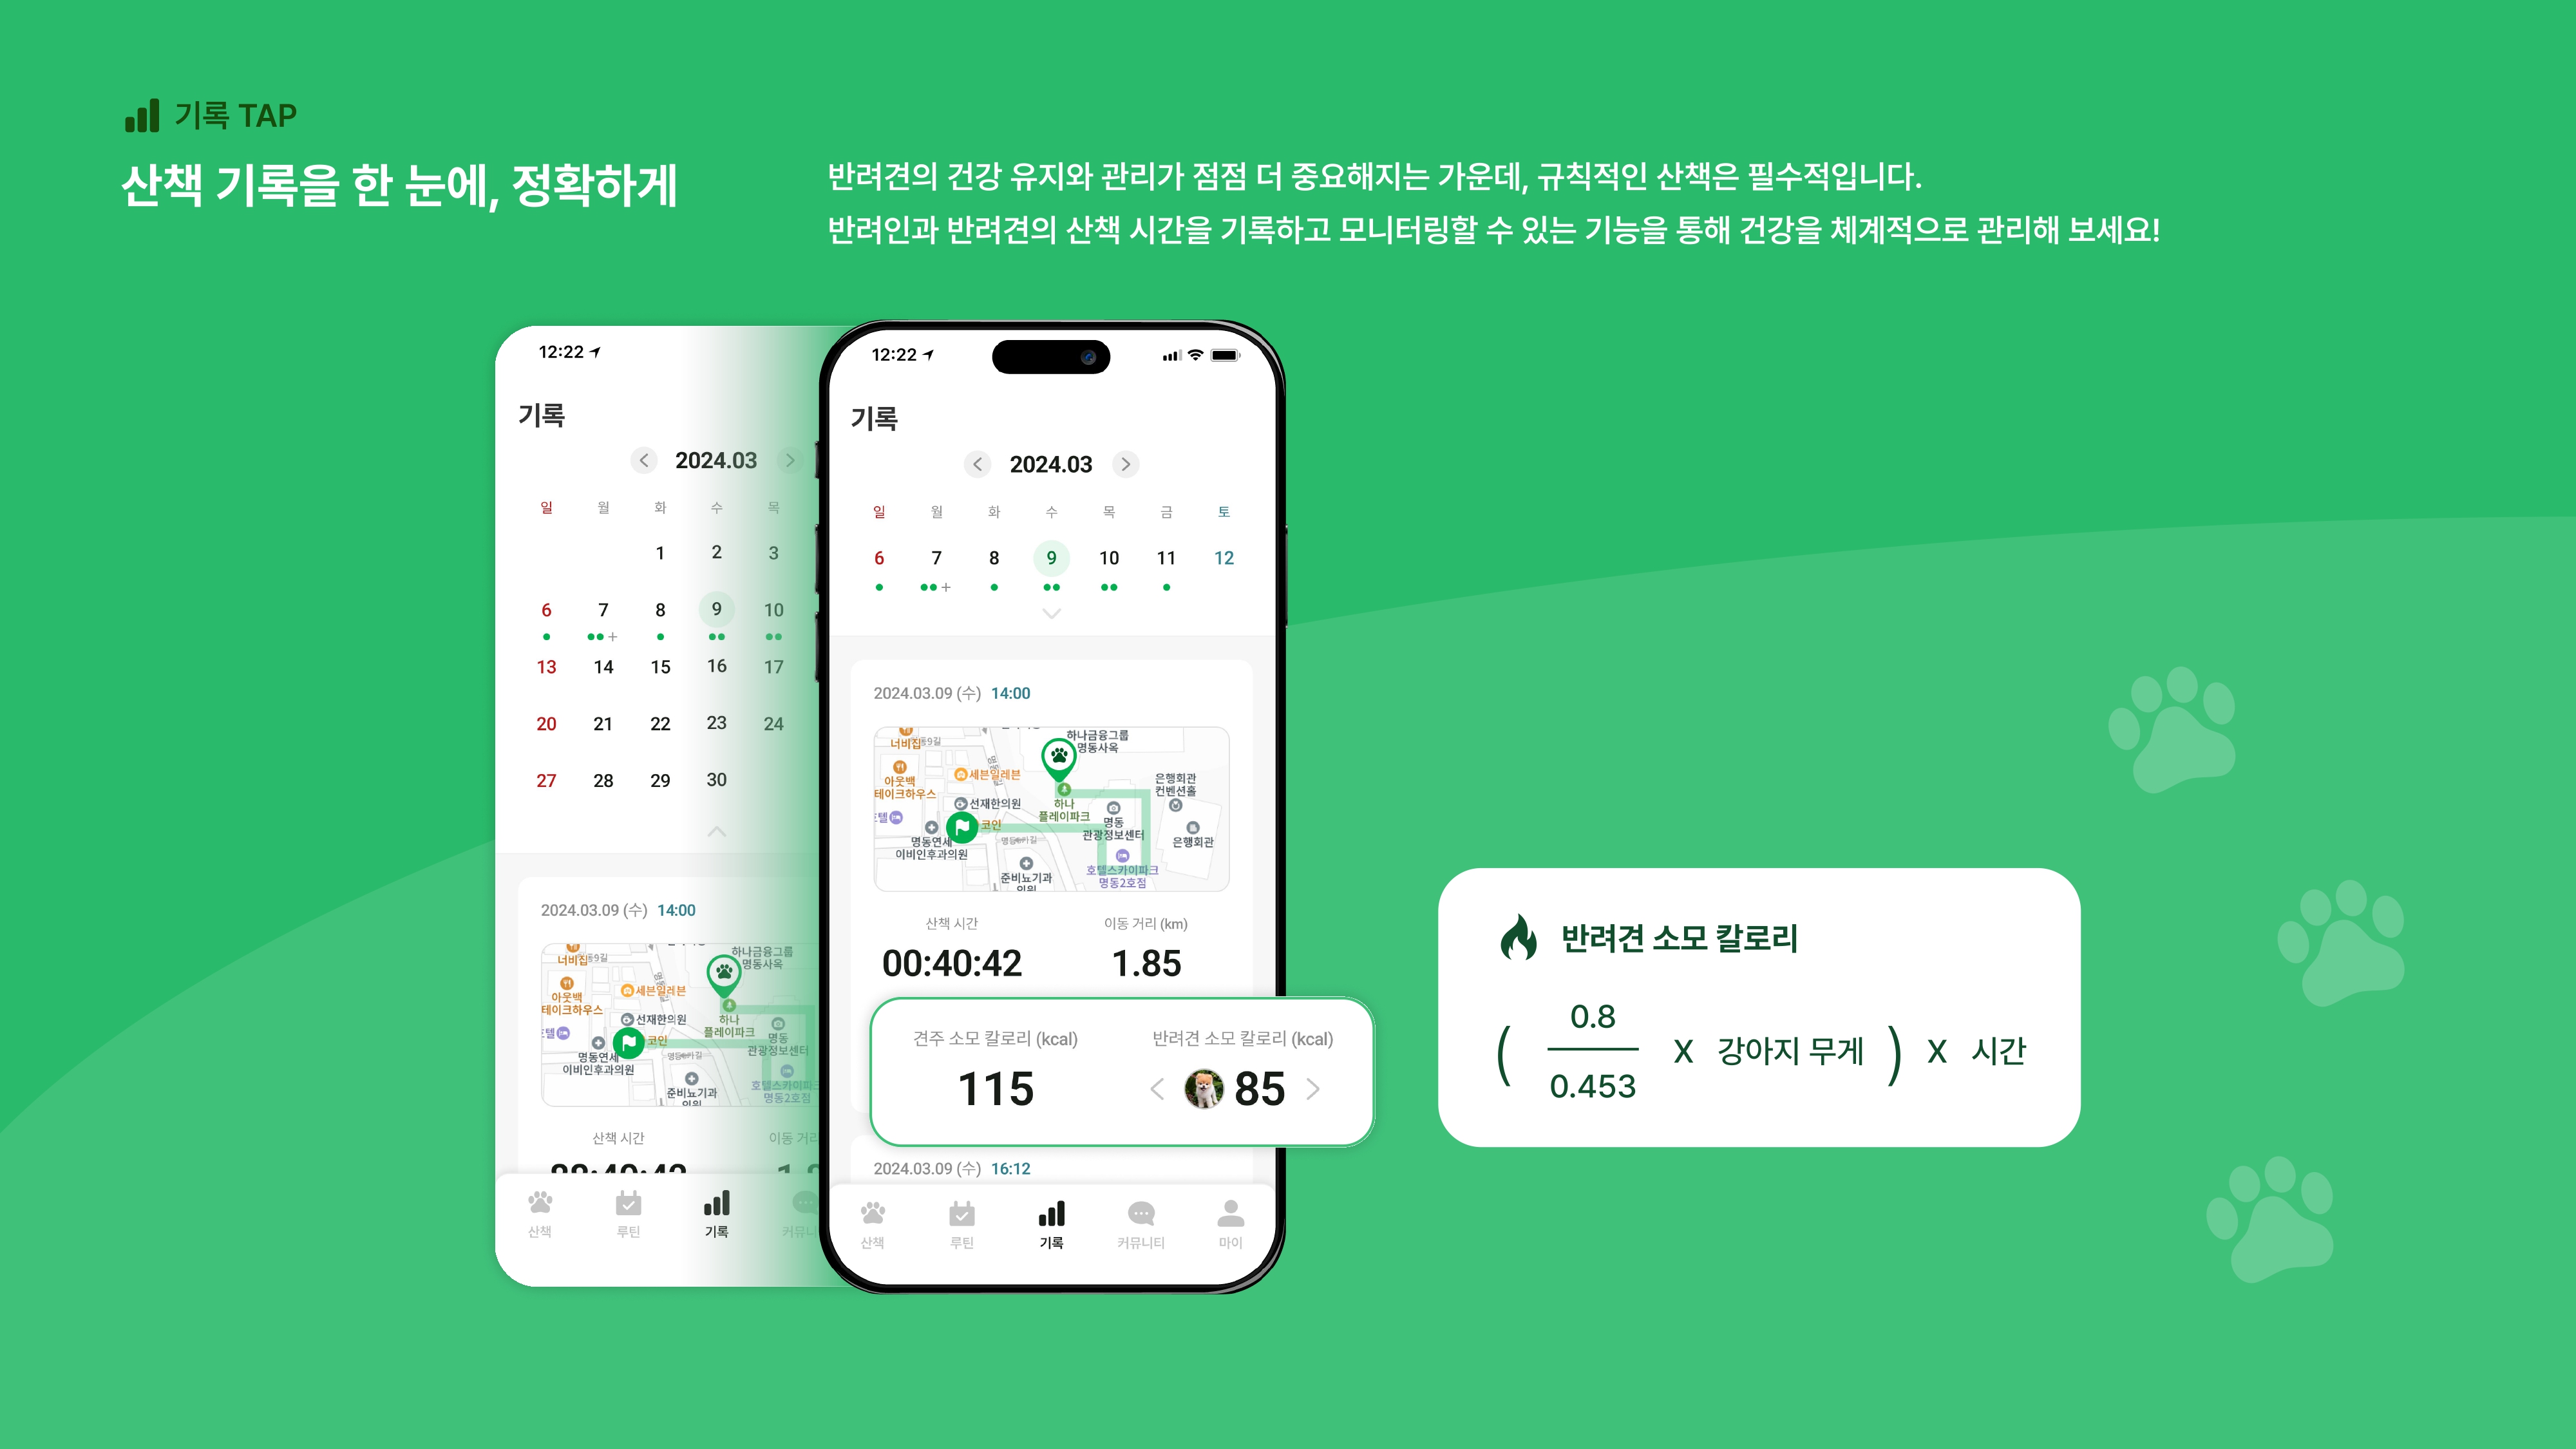 기록 TAP
산책 기록을 한 눈에, 정확하게
반려견의 건강 유지와 관리가 점점 더 중요해지는 가운데, 규칙적인 산책은 필수적입니다.
반려인과 반려견의 산책 시간을 기록하고 모니터링할 수 있는 기능을 통해 건강을 체계적으로 관리해 보세요!
12:22
기록
2024.03
일 월 화 수 목
1 2 3
6 7 8 9 10
+
13 14 15 16 17
20 21 22 23 24
27 28 29 30
2024.03.09 (수) 14:00
하나금융그룹
명동사옥
너비집
아웃백
테이크하우스
세븐일레븐
선재한의원
하나
플레이파크
명동
관광정보센터
코인
명동연세
이비인후과의원
준비뇨기과
의원
호텔스카이파크
명동2호점
산책 시간
산책 루틴 기록
12:22
기록
2024.03
일 월 화 수 목 금 토
6 7 8 9 10 11 12
+
2024.03.09 (수) 14:00
하나금융그룹
명동사옥
너비집
아웃백
테이크하우스
세븐일레븐
은행회관
컨벤션홀
선재한의원
하나
플레이파크
명동
관광정보센터
코인
은행회관
명동연세
이비인후과의원
준비뇨기과
의원
호텔스카이파크
명동2호점
산책 시간 이동 거리 (km)
00:40:42 1.85
견주 소모 칼로리 (kcal) 반려견 소모 칼로리 (kcal)
115 85
2024.03.09 (수) 16:12
산책 루틴 기록 커뮤니티 마이
반려견 소모 칼로리
0.8
( x 강아지 무게 ) x 시간
0.453